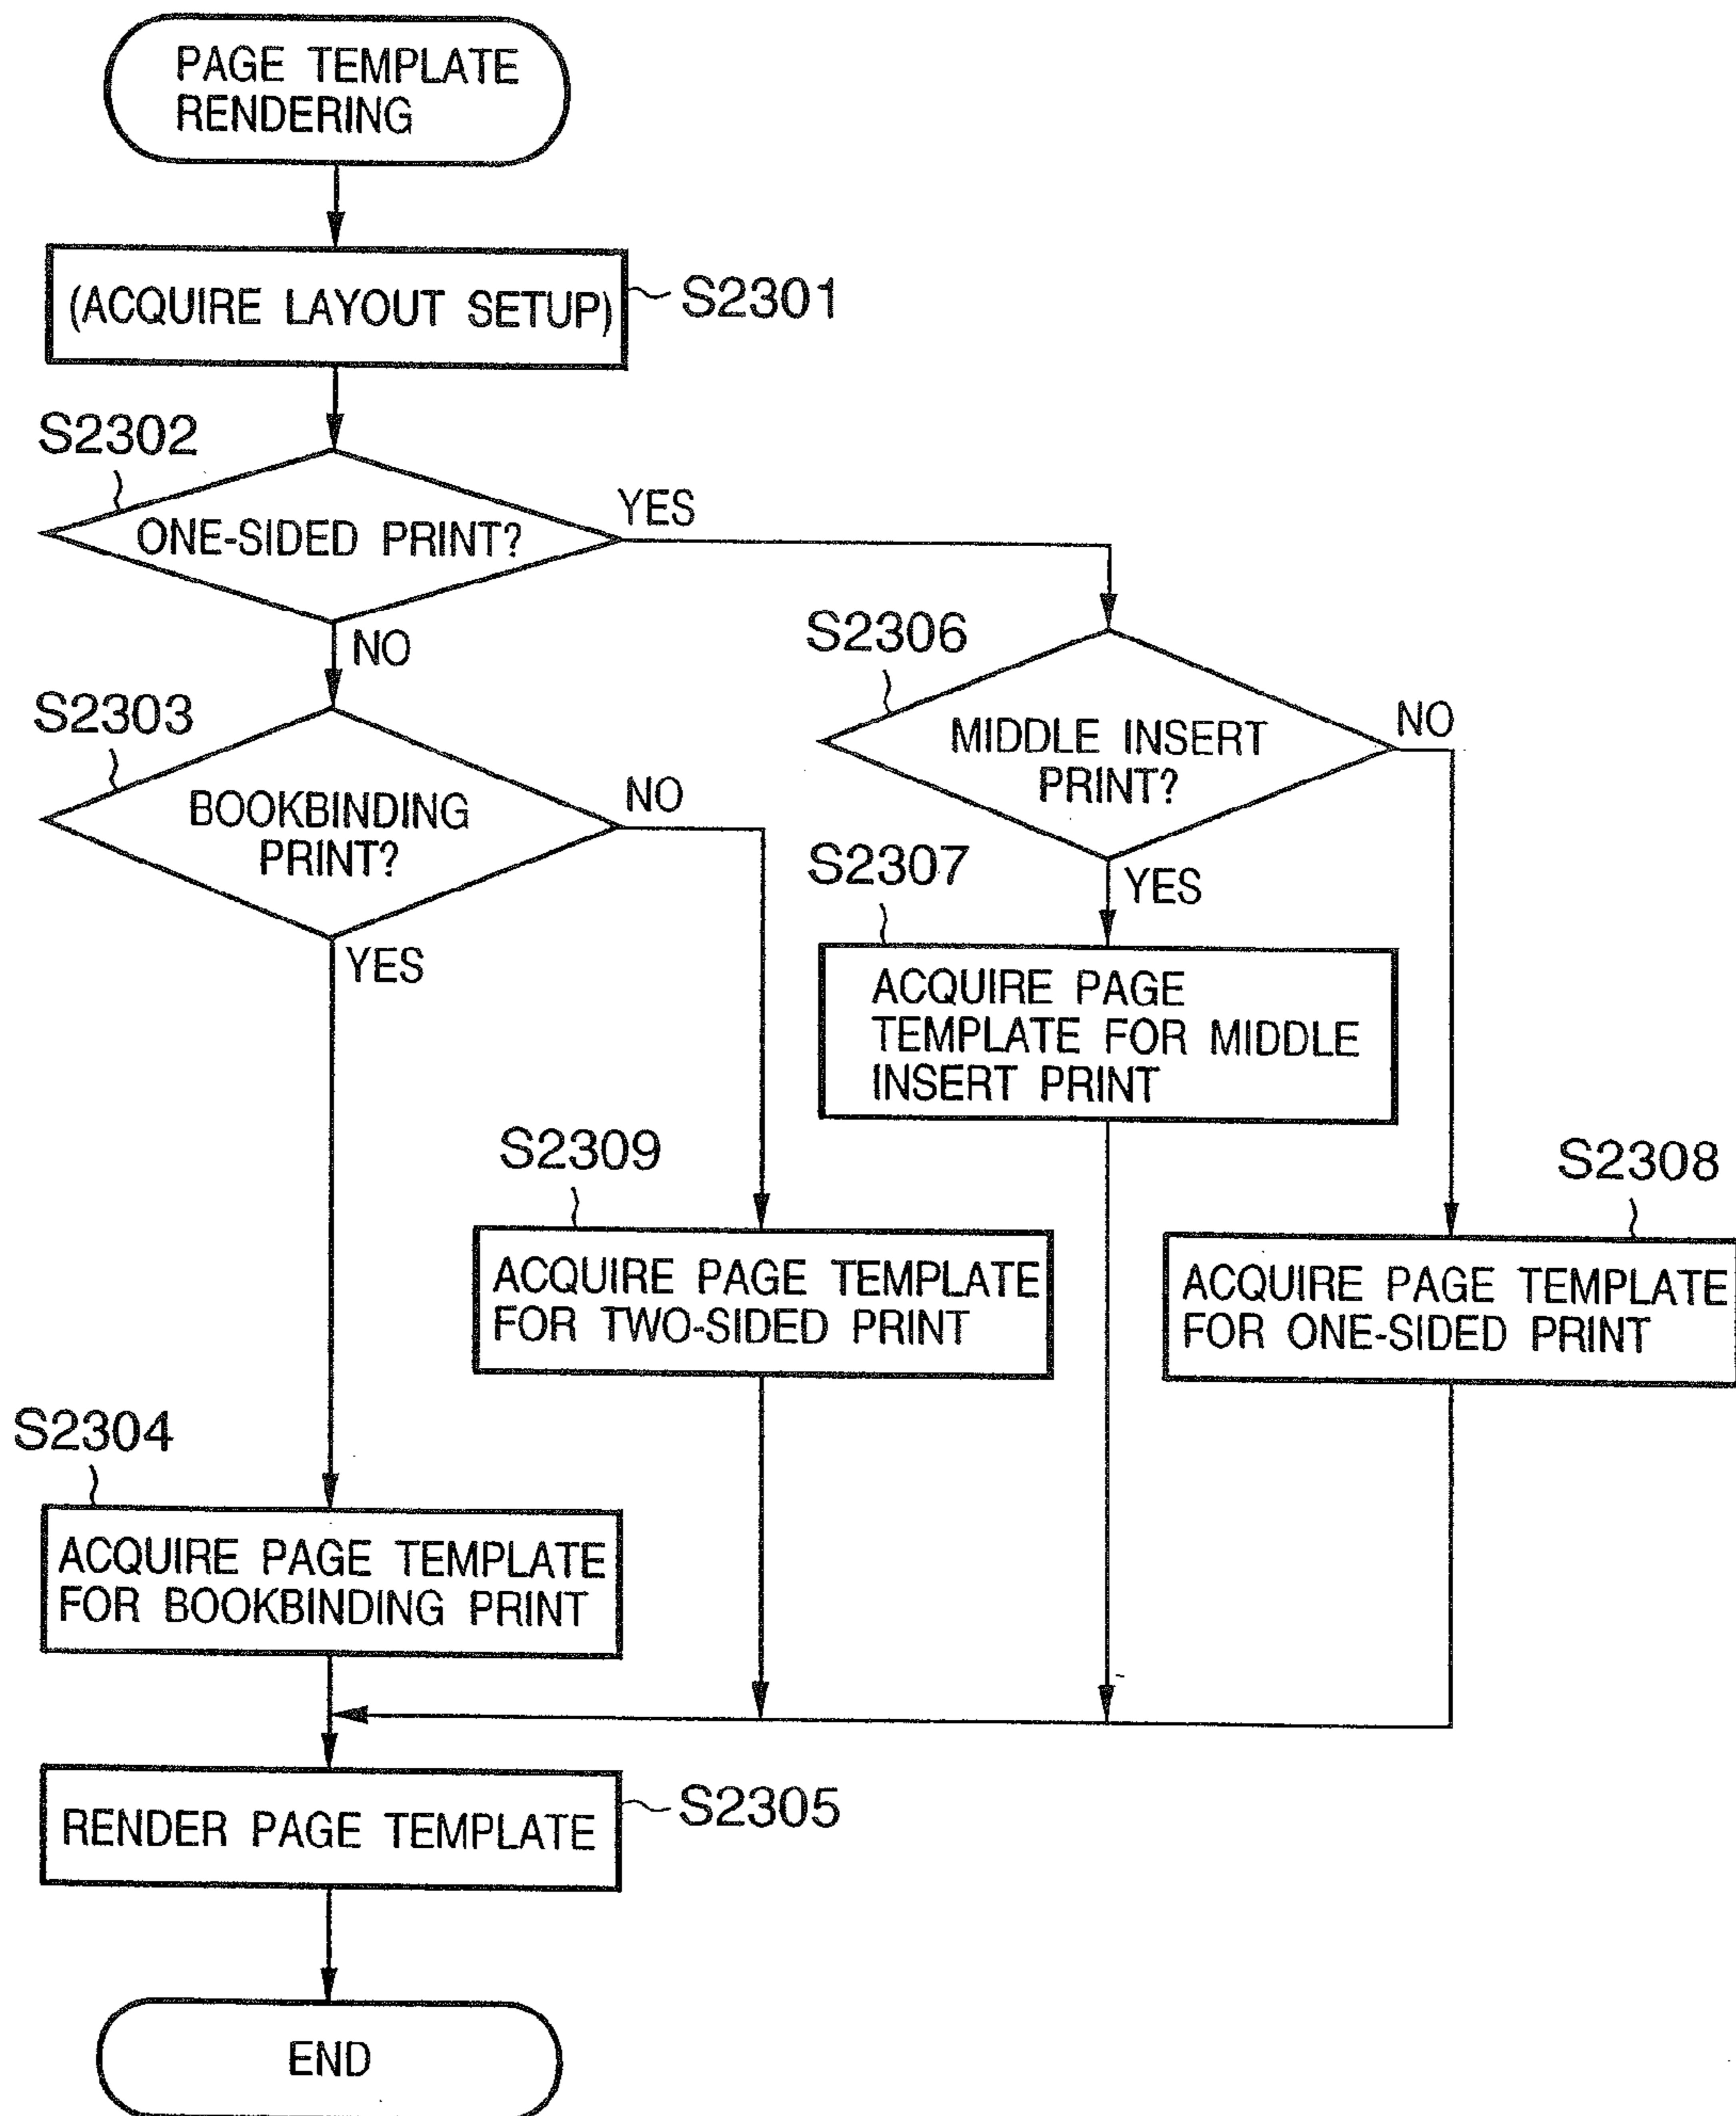 PAGE TEMPLATE
RENDERING
(ACQUIRE LAYOUT SETUP)
S2301
S2302
ONE-SIDED PRINT?
YES
NO
S2303
BOOKBINDING
PRINT?
NO
YES
S2306
MIDDLE INSERT
PRINT?
NO
YES
S2307
ACQUIRE PAGE
TEMPLATE FOR MIDDLE
INSERT PRINT
S2309
ACQUIRE PAGE TEMPLATE
FOR TWO-SIDED PRINT
S2308
ACQUIRE PAGE TEMPLATE
FOR ONE-SIDED PRINT
S2304
ACQUIRE PAGE TEMPLATE
FOR BOOKBINDING PRINT
RENDER PAGE TEMPLATE
S2305
END